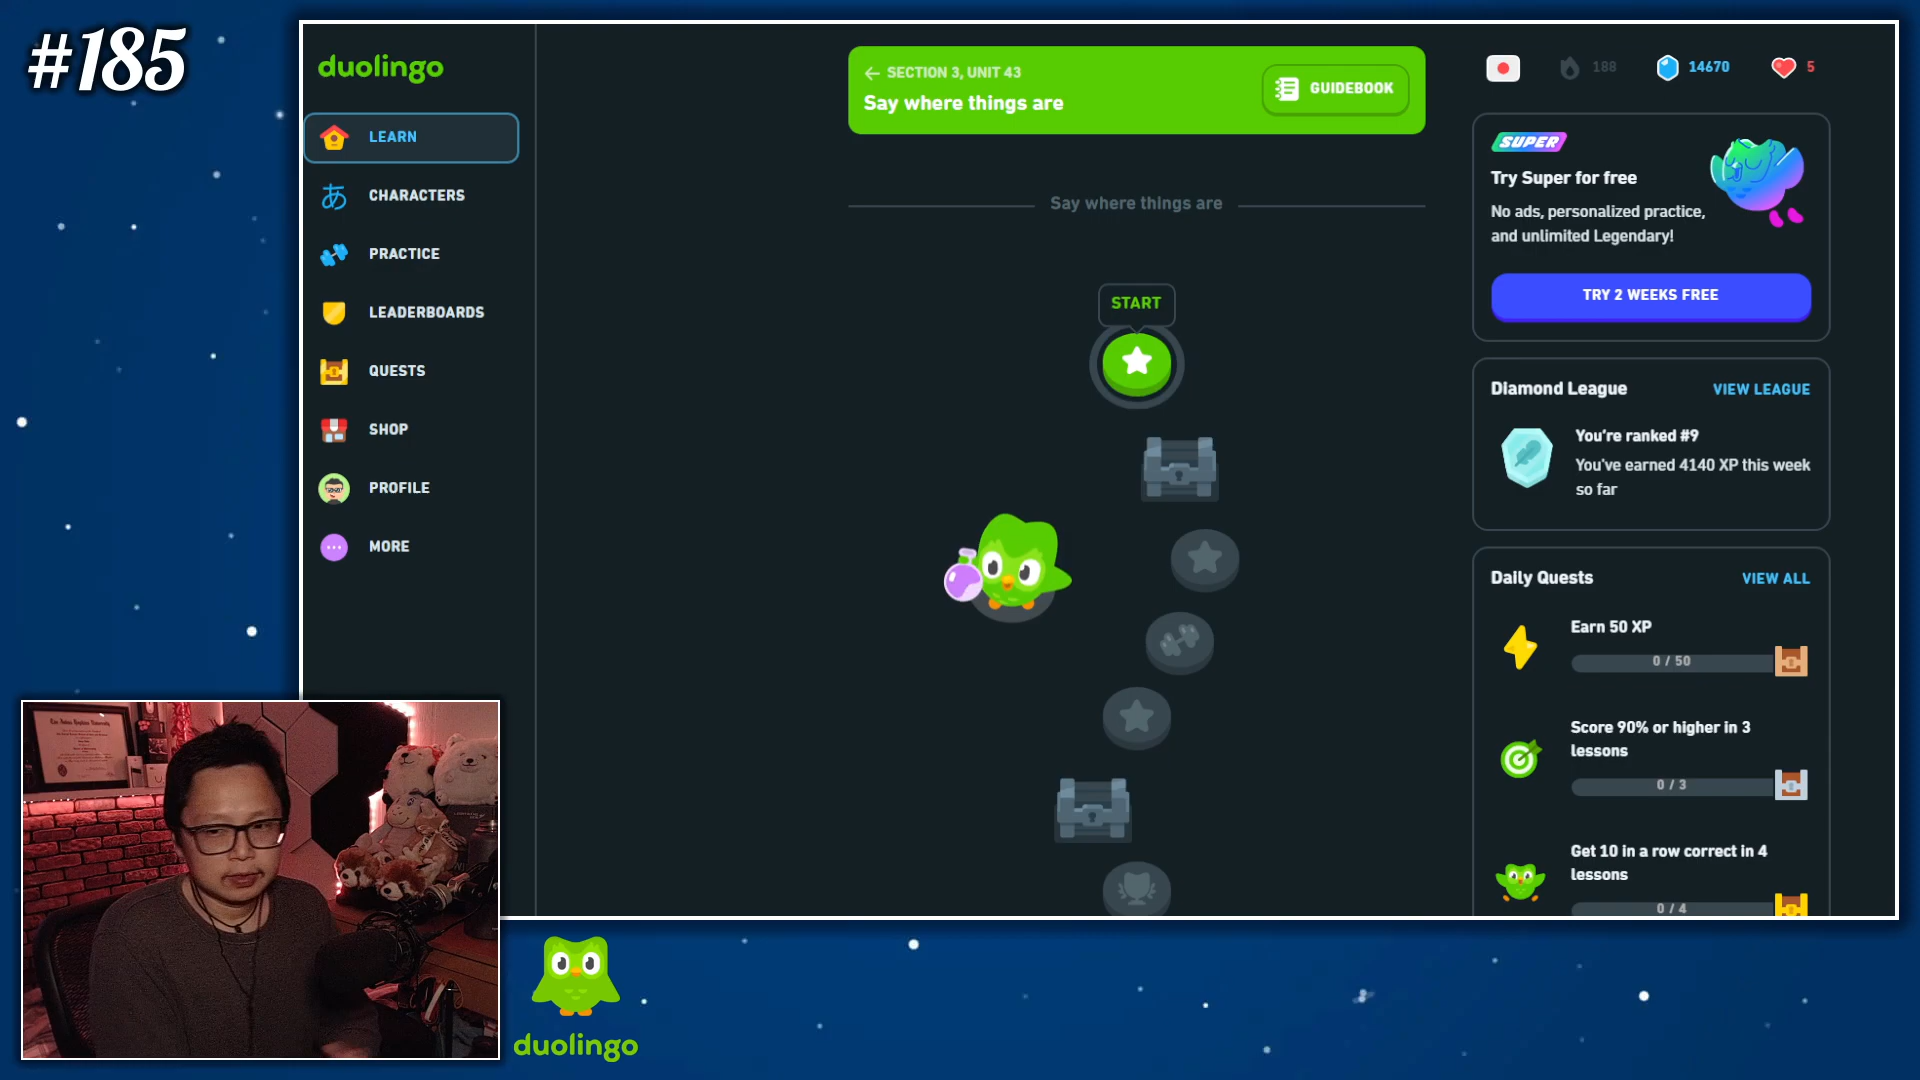 #185
duolingo
LEARN
あ CHARACTERS
PRACTICE
LEADERBOARDS
QUESTS
SHOP
PROFILE
MORE
SECTION 3, UNIT 43
Say where things are
GUIDEBOOK
Say where things are
START
188
14670
5
SUPER
Try Super for free
No ads, personalized practice,
and unlimited Legendary!
TRY 2 WEEKS FREE
Diamond League
VIEW LEAGUE
You're ranked #9
You've earned 4140 XP this week
so far
Daily Quests
VIEW ALL
Earn 50 XP
0 / 50
Score 90% or higher in 3
lessons
0 / 3
Get 10 in a row correct in 4
lessons
0 / 4
duolingo